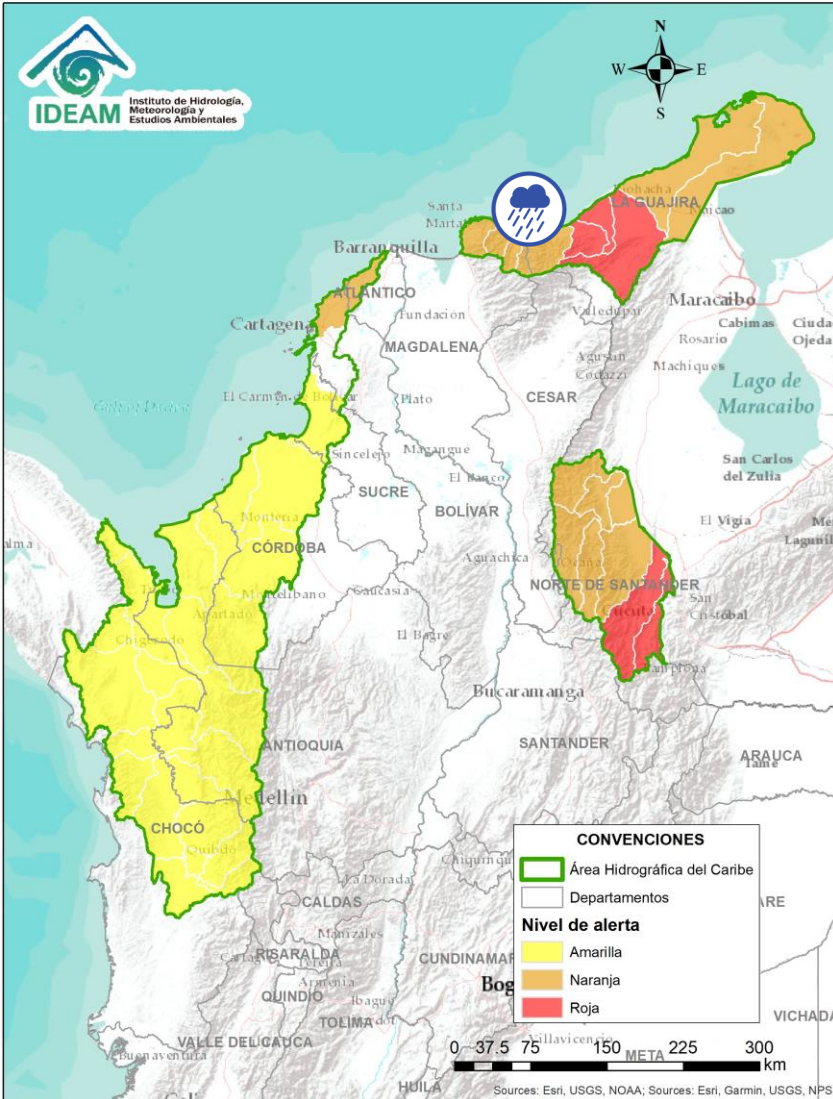 IDEAM
Instituto de Hidrología,
Meteorología y
Estudios Ambientales
N
W
E
S
Santa
Marta
LA GUAJIRA
Maicao
Barranquilla
ATLÁNTICO
Cartagena
Fundación
Valledupar
Maracaibo
Cabimas
Ciudad
Ojeda
Rosario
MAGDALENA
Agustín
Codazzi
Machiques
El Carmen de Bolívar
Plato
CESAR
Lago de
Maracaibo
Sincelejo
Magangué
San Carlos
del Zulia
El Banco
SUCRE
BOLÍVAR
Montería
El Vigía
CÓRDOBA
Aguachica
Ocaña
NORTE DE SANTANDER
Montelibano
Caucasia
San
Cristóbal
Apartadó
Cúcuta
Chigorodó
El Bagre
Pamplona
Bucaramanga
ANTIOQUIA
SANTANDER
ARAUCA
Tame
Medellín
CHOCÓ
Quibdó
La Dorada
CALDAS
Manizales
RISARALDA
Pereira
CUNDINAMAR
Armenia
QUINDIO
Ibagué
TOLIMA
Bog
VICHADA
Villavicencio
VALLE DEL CAUCA
META
Buenaventura
HUILA
CONVENCIONES
Área Hidrográfica del Caribe
Departamentos
Nivel de alerta
Amarilla
Naranja
Roja
0 37.5 75 150 225 300
km
Sources: Esri, USGS, NOAA; Sources: Esri, Garmin, USGS, NPS